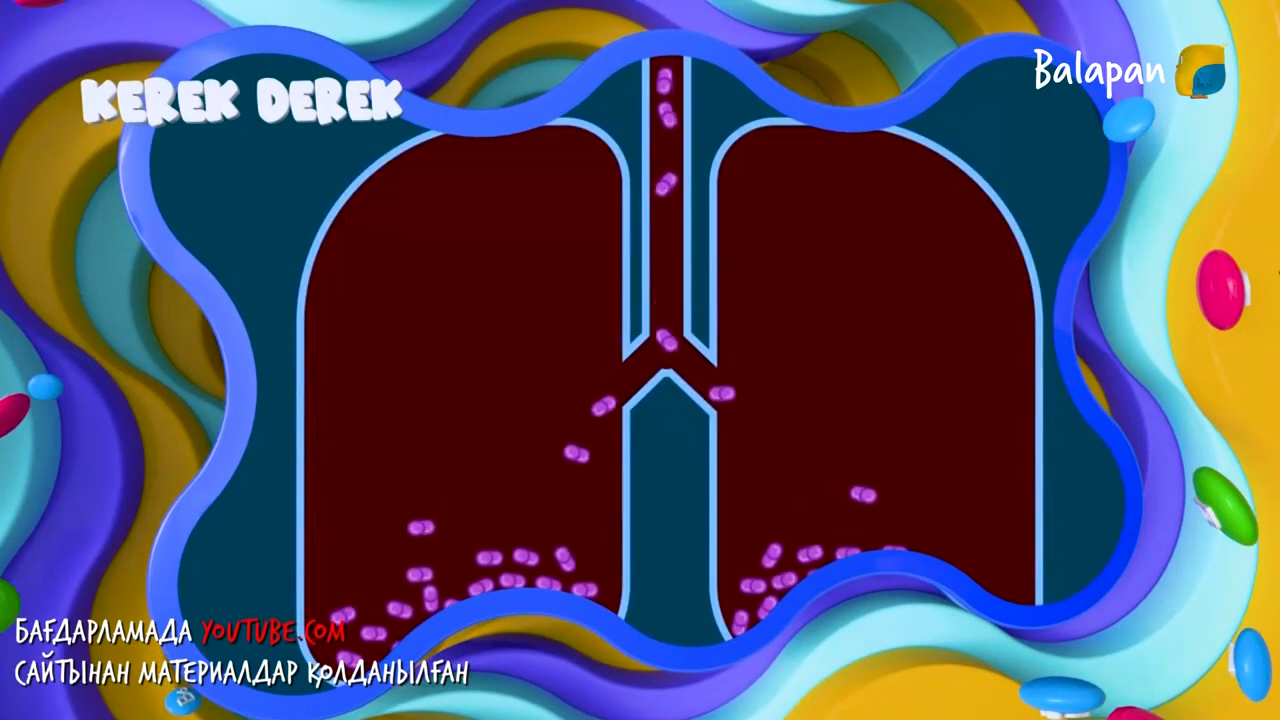 KEREK DEREK
Balapan
БАҒДАРЛАМАДА YOUTUBE.COM
САЙТЫНАН МАТЕРИАЛДАР ҚОЛДАНЫЛҒАН